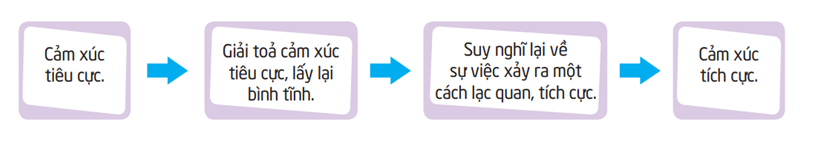 Cảm xúc
tiêu cực.
Giải toả cảm xúc
tiêu cực, lấy lại
bình tĩnh.
Suy nghĩ lại về
sự việc xảy ra một
cách lạc quan, tích cực.
Cảm xúc
tích cực.